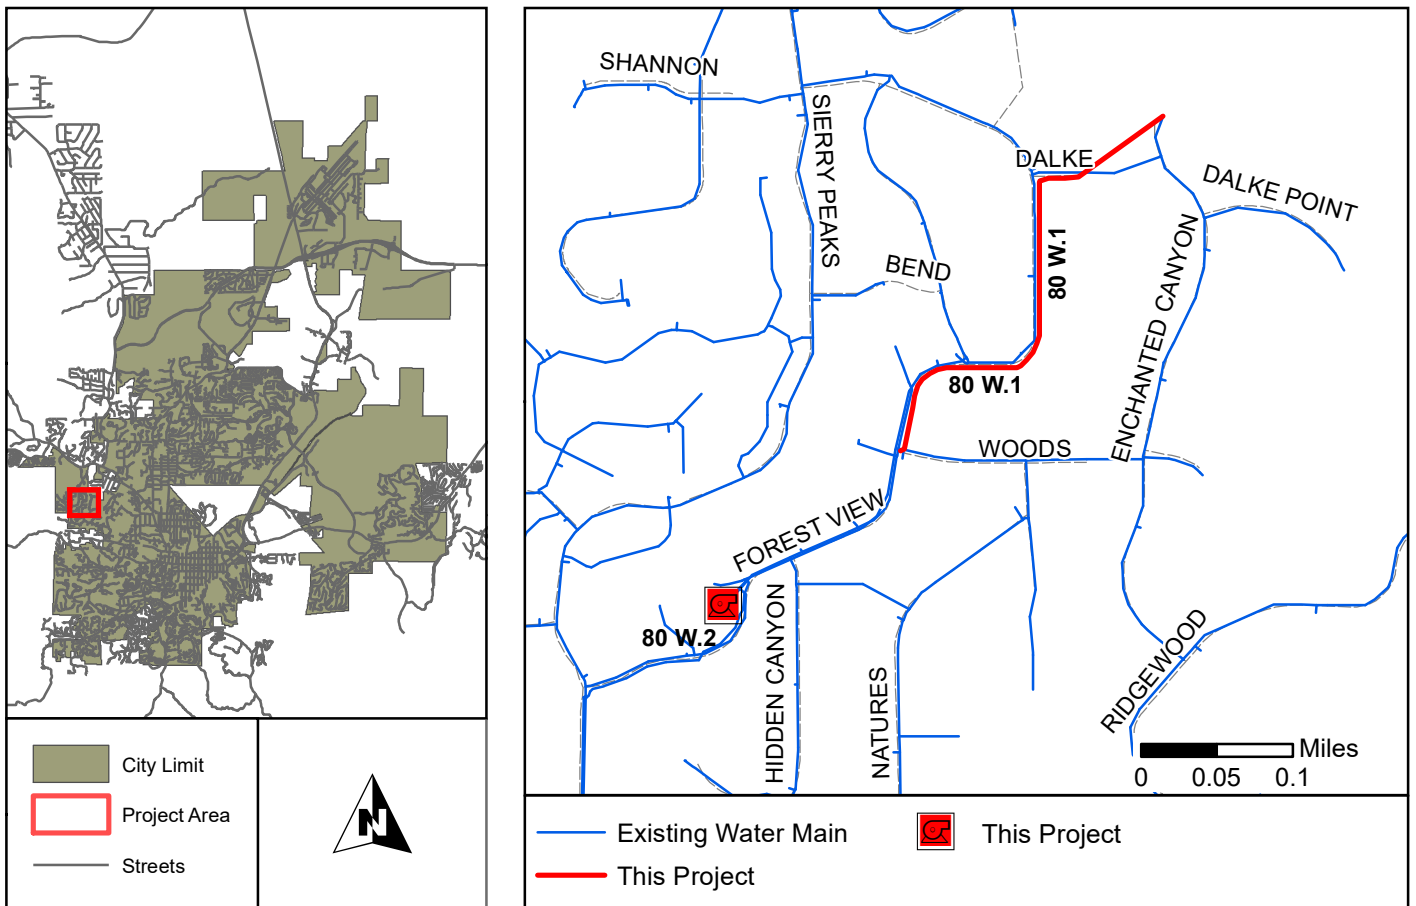 SHANNON
SIERRY PEAKS
DALKE
DALKE POINT
BEND
80 W.1
ENCHANTED CANYON
80 W.1
WOODS
FOREST VIEW
80 W.2
HIDDEN CANYON
NATURES
RIDGEWOOD
Miles
0 0.05 0.1
City Limit
Project Area
Streets
N
Existing Water Main
This Project
This Project